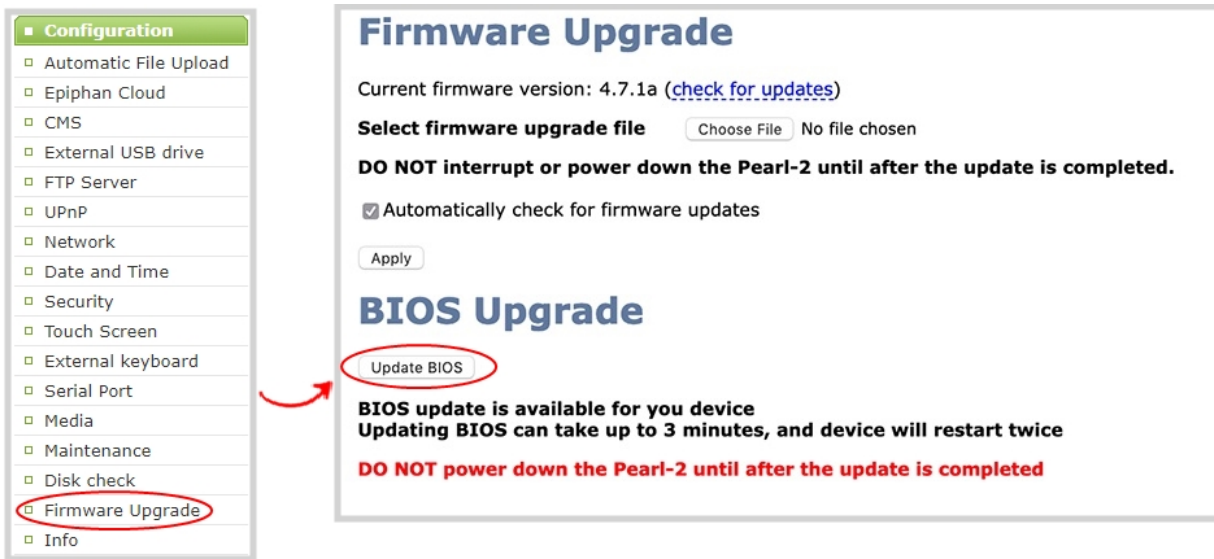 Configuration
Automatic File Upload
Epiphan Cloud
CMS
External USB drive
FTP Server
UPnP
Network
Date and Time
Security
Touch Screen
External keyboard
Serial Port
Media
Maintenance
Disk check
Firmware Upgrade
Info
Firmware Upgrade
Current firmware version: 4.7.1a (check for updates)
Select firmware upgrade file Choose File No file chosen
DO NOT interrupt or power down the Pearl-2 until after the update is completed.
Automatically check for firmware updates
Apply
BIOS Upgrade
Update BIOS
BIOS update is available for you device
Updating BIOS can take up to 3 minutes, and device will restart twice
DO NOT power down the Pearl-2 until after the update is completed